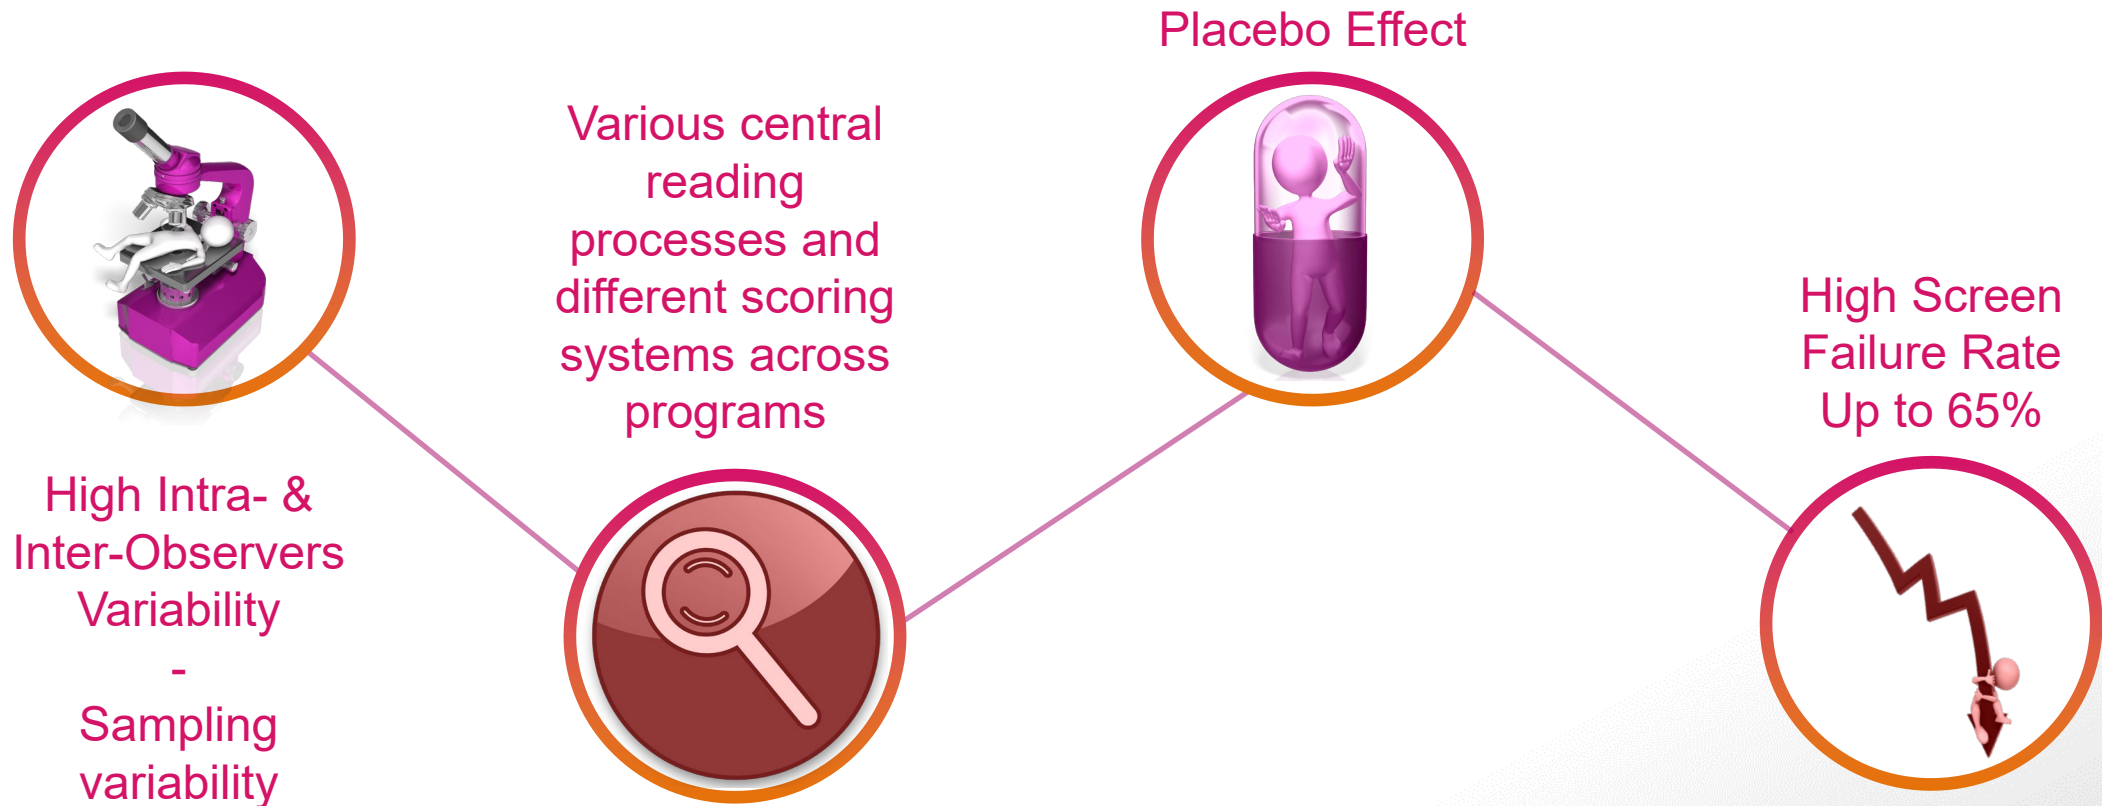 High Intra- &
Inter-Observers
Variability
-
Sampling
variability
Various central
reading
processes and
different scoring
systems across
programs
Placebo Effect
High Screen
Failure Rate
Up to 65%